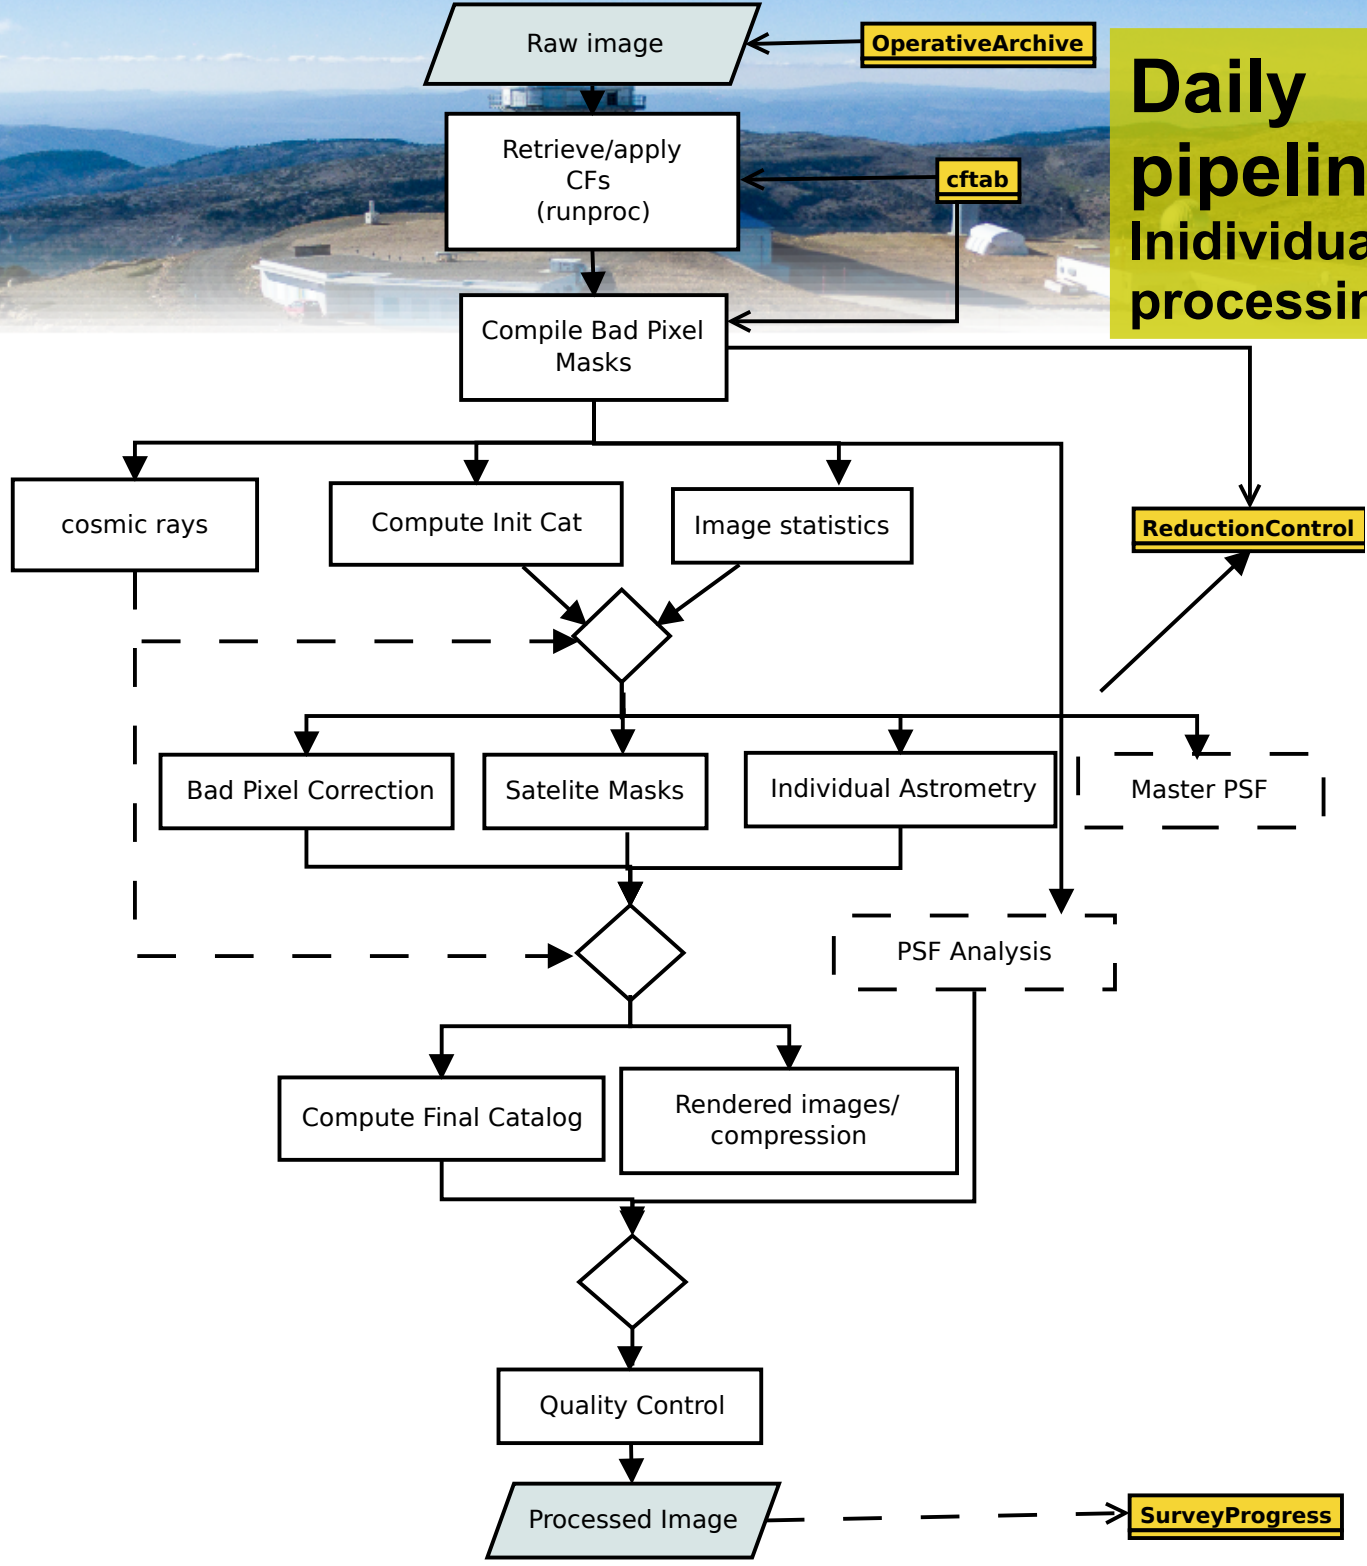 Raw image
OperativeArchive
Daily
pipelin
Inidividua
processin
Retrieve/apply
CFs
(runproc)
cftab
Compile Bad Pixel
Masks
cosmic rays
Compute Init Cat
Image statistics
ReductionControl
Bad Pixel Correction
Satelite Masks
Individual Astrometry
Master PSF
PSF Analysis
Compute Final Catalog
Rendered images/
compression
Quality Control
Processed Image
SurveyProgress